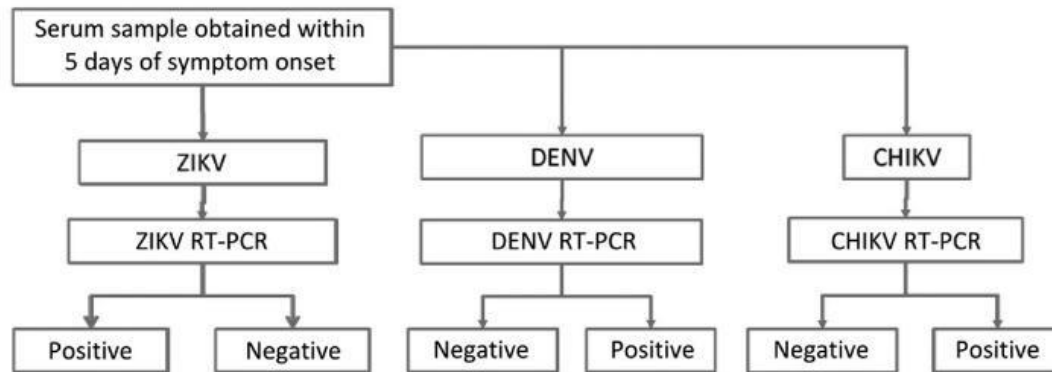 Serum sample obtained within
5 days of symptom onset
ZIKV
DENV
CHIKV
ZIKV RT-PCR
DENV RT-PCR
CHIKV RT-PCR
Positive
Negative
Negative
Positive
Negative
Positive